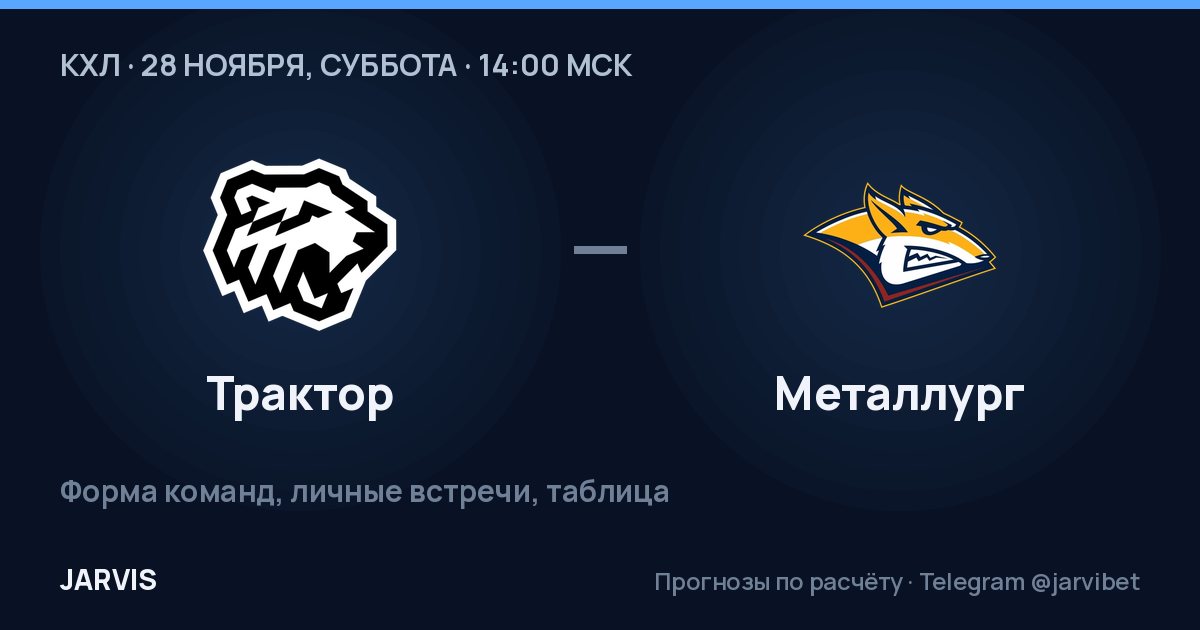 КХЛ · 28 НОЯБРЯ, СУББОТА · 14:00 МСК
—
Трактор
Металлург
Форма команд, личные встречи, таблица
JARVIS
Прогнозы по расчёту · Telegram @jarvibet